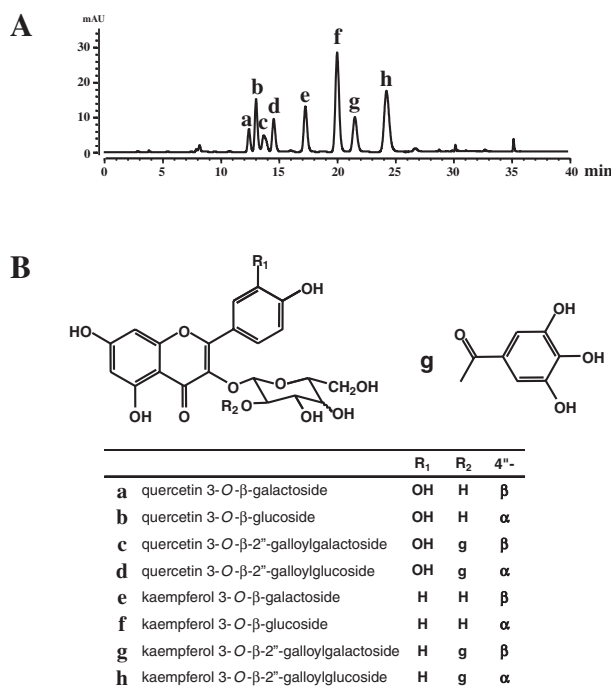 A
mAU
30
20
10
0
a
b
c
d
e
f
g
h
0 5 10 15 20 25 30 35 40 min
B
R1
OH
HO
O
O
OH
O
O
CH2OH
R2
O
OH
OH
g
O
OH
OH
OH
R1 R2 4"-
a quercetin 3-O-β-galactoside OH H β
b quercetin 3-O-β-glucoside OH H α
c quercetin 3-O-β-2”-galloylgalactoside OH g β
d quercetin 3-O-β-2”-galloylglucoside OH g α
e kaempferol 3-O-β-galactoside H H β
f kaempferol 3-O-β-glucoside H H α
g kaempferol 3-O-β-2”-galloylgalactoside H g β
h kaempferol 3-O-β-2”-galloylglucoside H g α